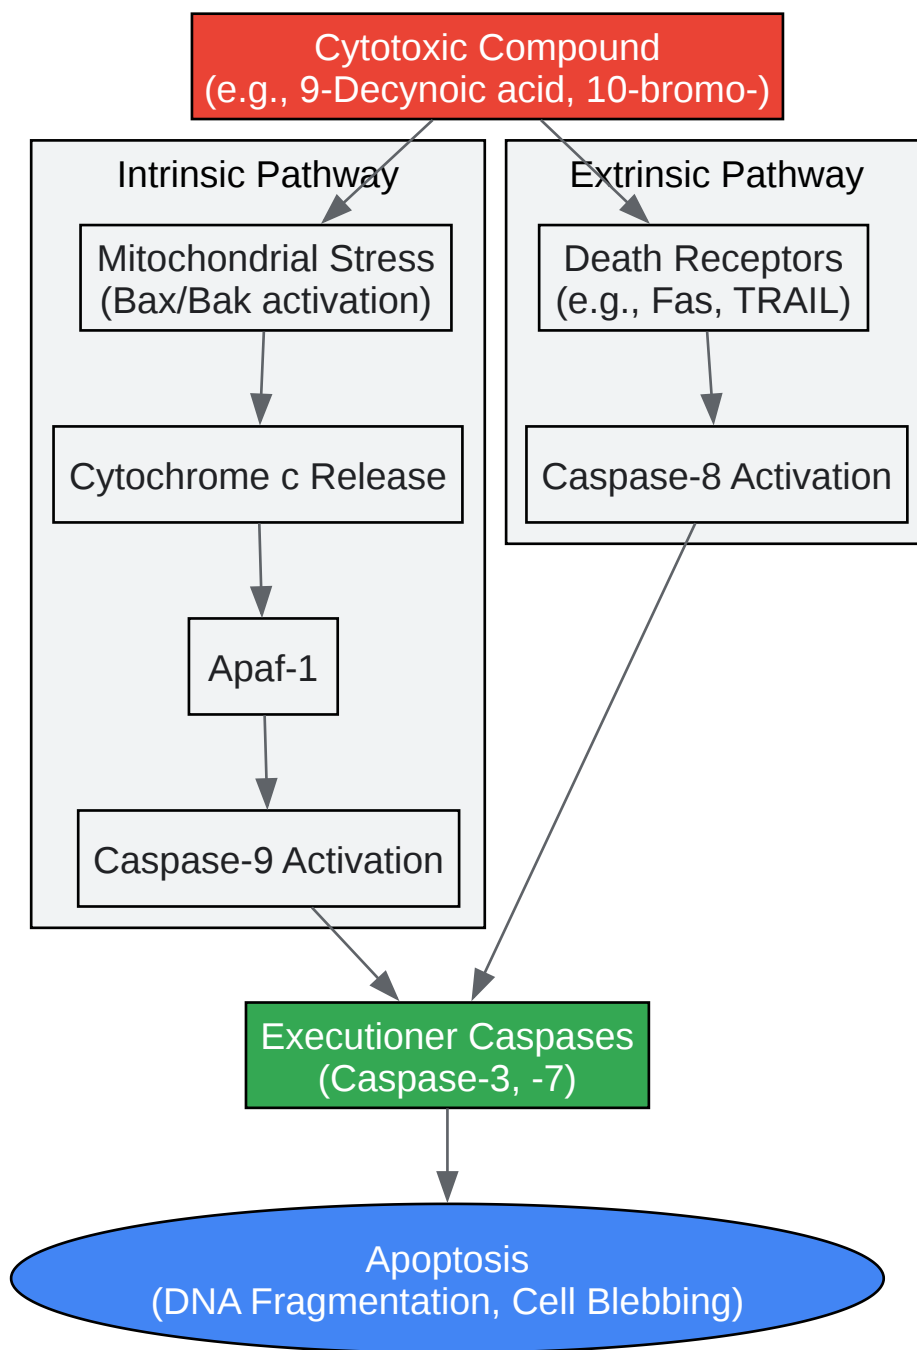 Cytotoxic Compound
(e.g., 9-Decynoic acid, 10-bromo-)
Intrinsic Pathway
Mitochondrial Stress
(Bax/Bak activation)
Cytochrome c Release
Apaf-1
Caspase-9 Activation
Extrinsic Pathway
Death Receptors
(e.g., Fas, TRAIL)
Caspase-8 Activation
Executioner Caspases
(Caspase-3, -7)
Apoptosis
(DNA Fragmentation, Cell Blebbing)